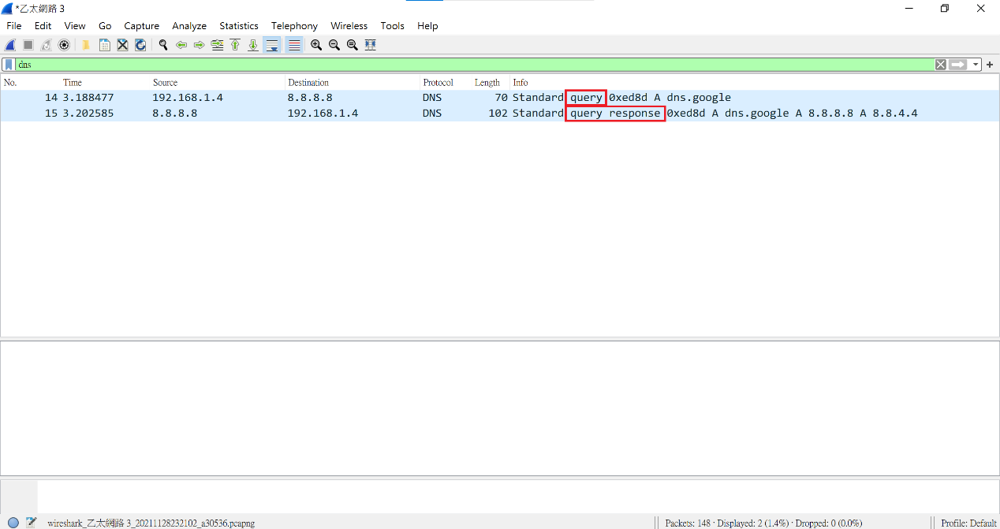 *乙太網路 3
File Edit View Go Capture Analyze Statistics Telephony Wireless Tools Help
dns
No. Time Source Destination Protocol Length Info
14 3.188477 192.168.1.4 8.8.8.8 DNS 70 Standard query 0xed8d A dns.google
15 3.202585 8.8.8.8 192.168.1.4 DNS 102 Standard query response 0xed8d A dns.google A 8.8.8.8 A 8.8.4.4
wireshark_乙太網路 3_20211128232102_a30536.pcapng Packets: 148 · Displayed: 2 (1.4%) · Dropped: 0 (0.0%) Profile: Default